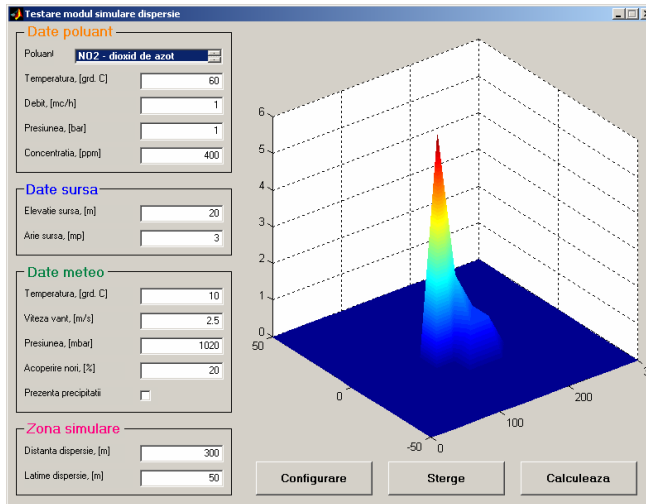 Testare modul simulare dispersie
Date poluant
Poluant NO2 - dioxid de azot
Temperatura, [grd. C] 60
Debit, [mc/h] 1
Presiunea, [bar] 1
Concentratia, [ppm] 400
Date sursa
Elevatie sursa, [m] 20
Arie sursa, [mp] 3
Date meteo
Temperatura, [grd. C] 10
Viteza vant, [m/s] 2.5
Presiunea, [mbar] 1020
Acoperire nori, [%] 20
Prezenta precipitatii
Zona simulare
Distanta dispersie, [m] 300
Latime dispersie, [m] 50
6
5
4
3
2
1
0
50
0
-50
0
100
200
3
Configurare
Sterge
Calculeaza